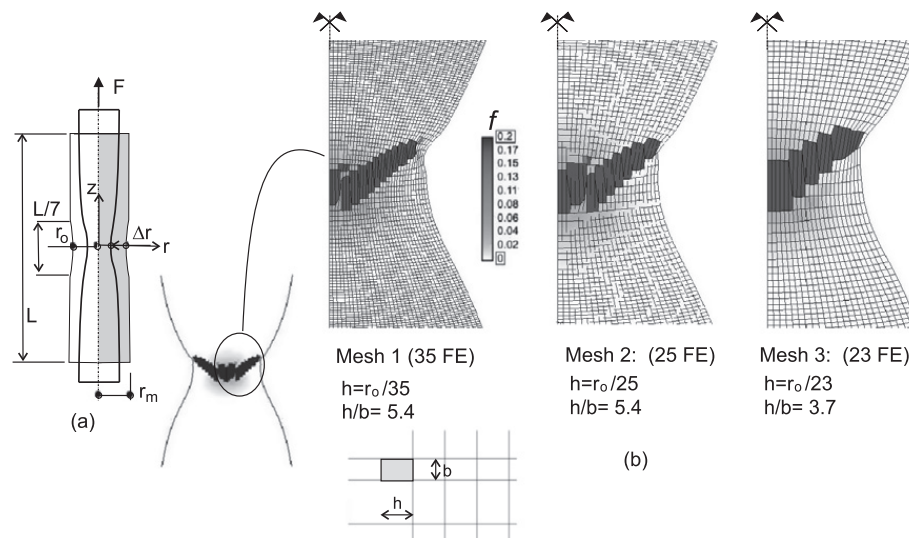 F
z
L/7
r₀
Δr
r
L
rₘ
(a)
f
0.2
0.17
0.15
0.13
0.11
0.08
0.06
0.04
0.02
0
Mesh 1 (35 FE)
h=r₀/35
h/b= 5.4
Mesh 2: (25 FE)
h=r₀/25
h/b= 5.4
Mesh 3: (23 FE)
h=r₀/23
h/b= 3.7
b
h
(b)